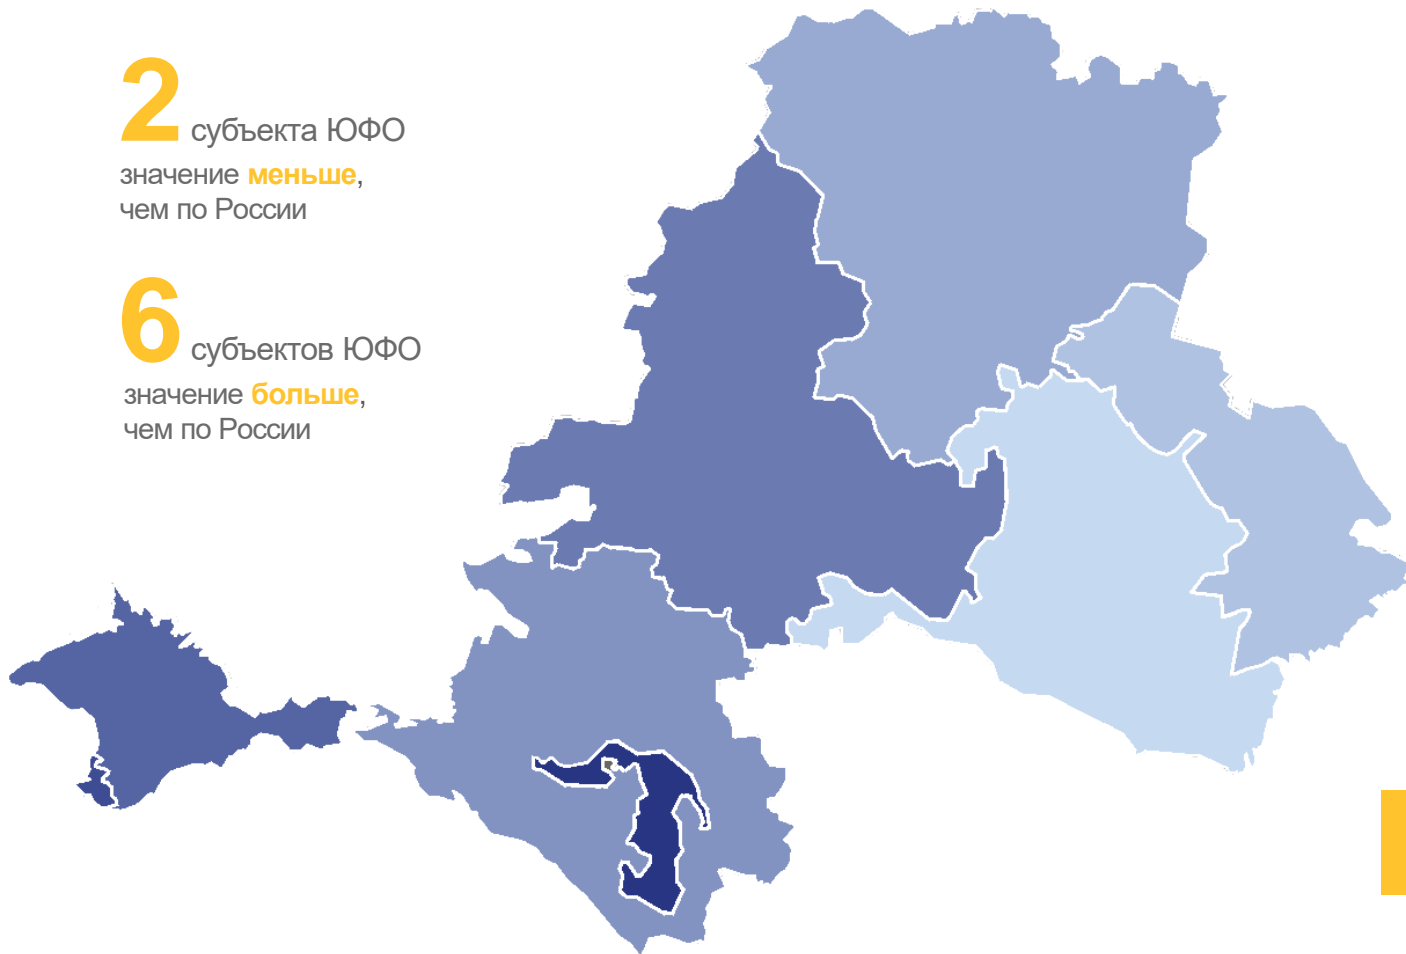 2 субъекта ЮФО
значение меньше,
чем по России
6 субъектов ЮФО
значение больше,
чем по России